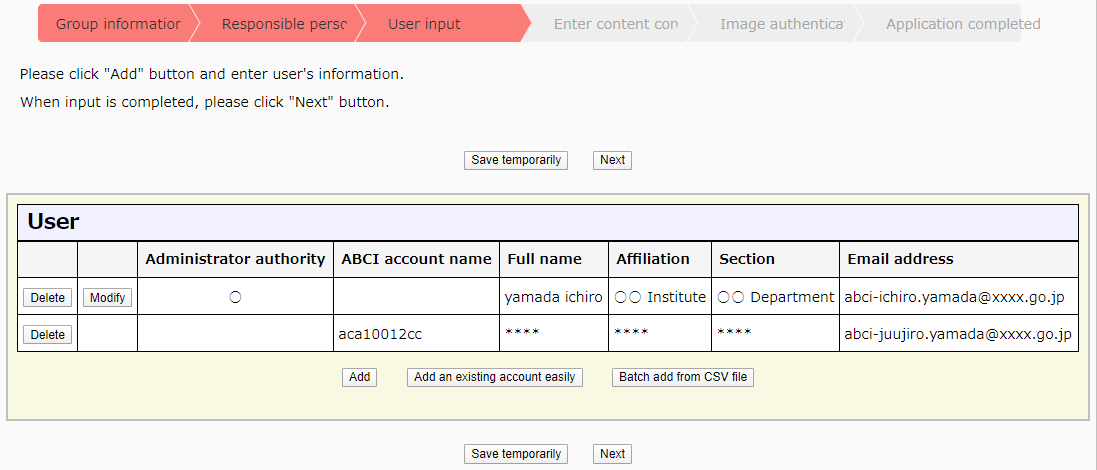 Group information Responsible perso User input Enter content con Image authentica Application completed
Please click "Add" button and enter user's information.
When input is completed, please click "Next" button.
Save temporarily Next
User
Administrator authority ABCI account name Full name Affiliation Section Email address
Delete Modify ○ yamada ichiro ○○ Institute ○○ Department abci-ichiro.yamada@xxxx.go.jp
Delete aca10012cc **** **** **** abci-juujiro.yamada@xxxx.go.jp
Add Add an existing account easily Batch add from CSV file
Save temporarily Next